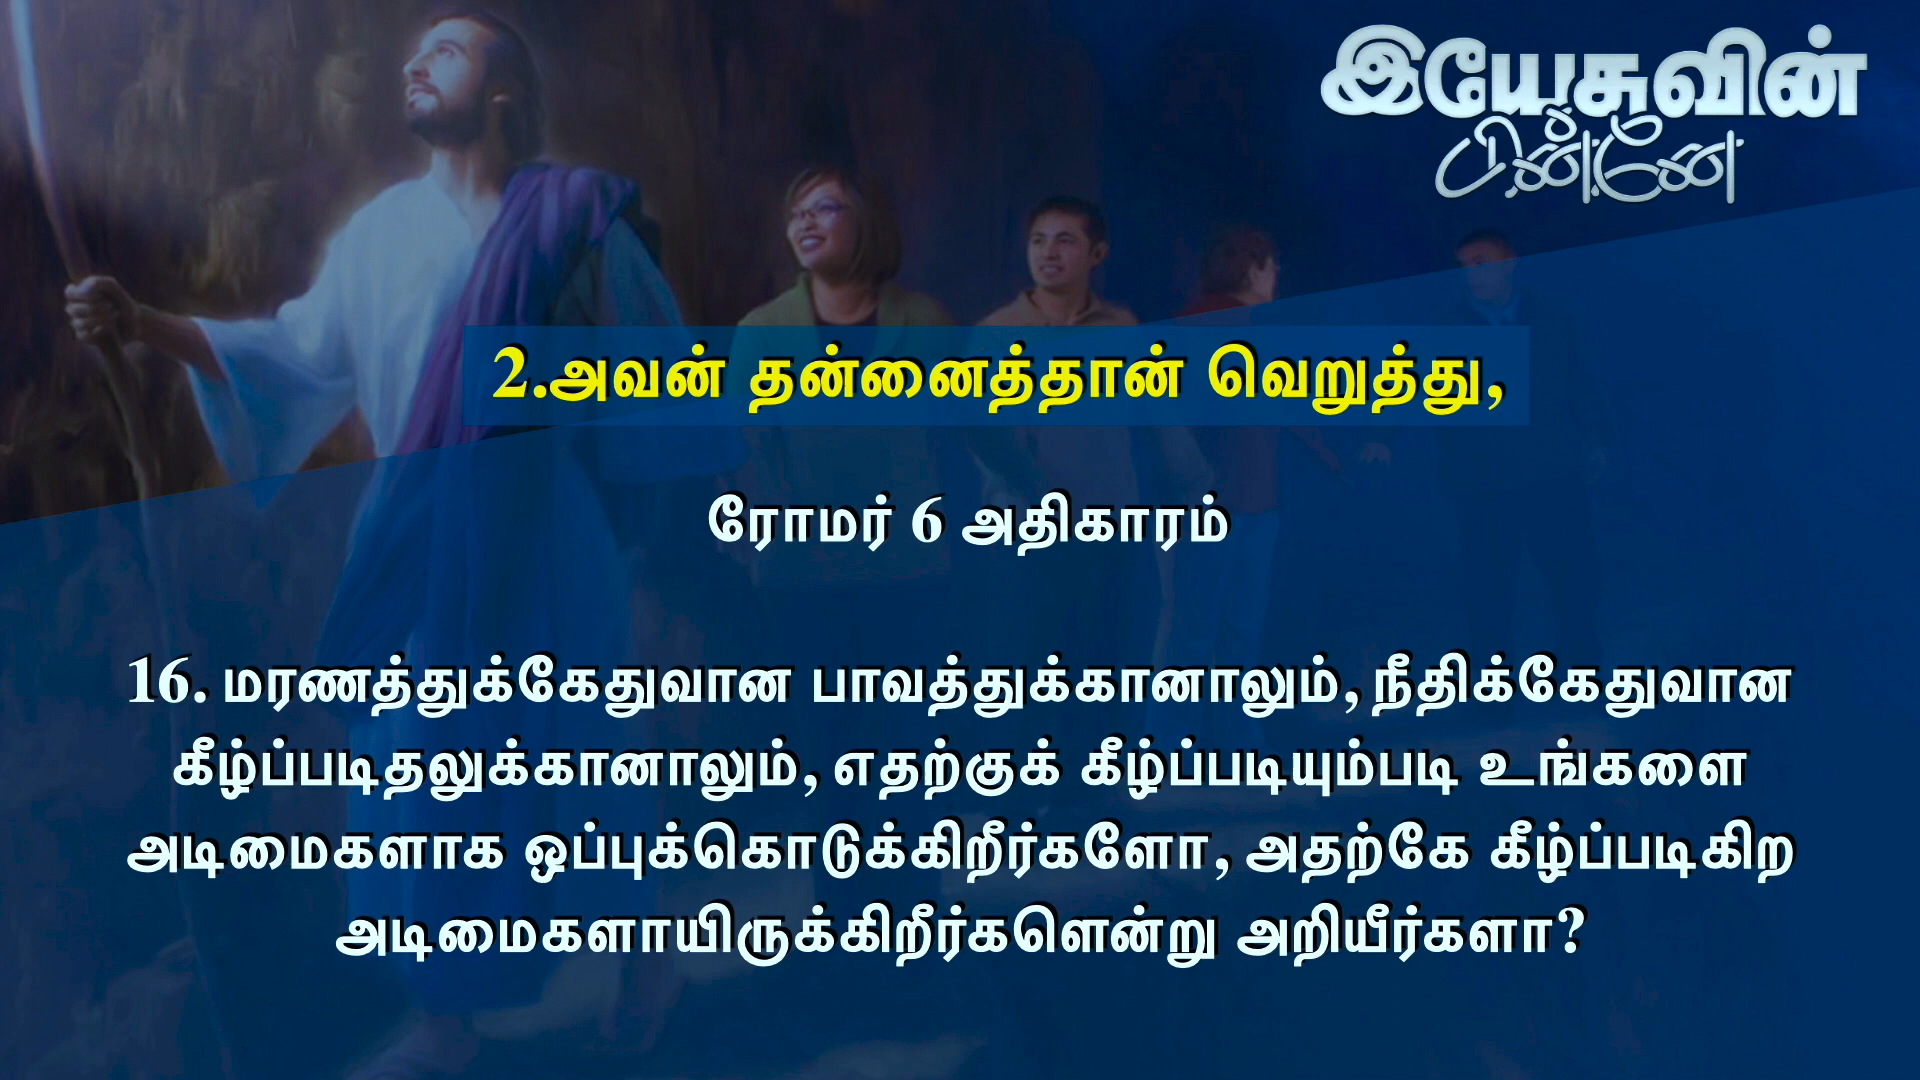 இயேசுவின்
பின்னே
2.அவன் தன்னைத்தான் வெறுத்து,
ரோமர் 6 அதிகாரம்
16. மரணத்துக்கேதுவான பாவத்துக்கானாலும், நீதிக்கேதுவான
கீழ்ப்படிதலுக்கானாலும், எதற்குக் கீழ்ப்படியும்படி உங்களை
அடிமைகளாக ஒப்புக்கொடுக்கிறீர்களோ, அதற்கே கீழ்ப்படிகிற
அடிமைகளாயிருக்கிறீர்களென்று அறியீர்களா?